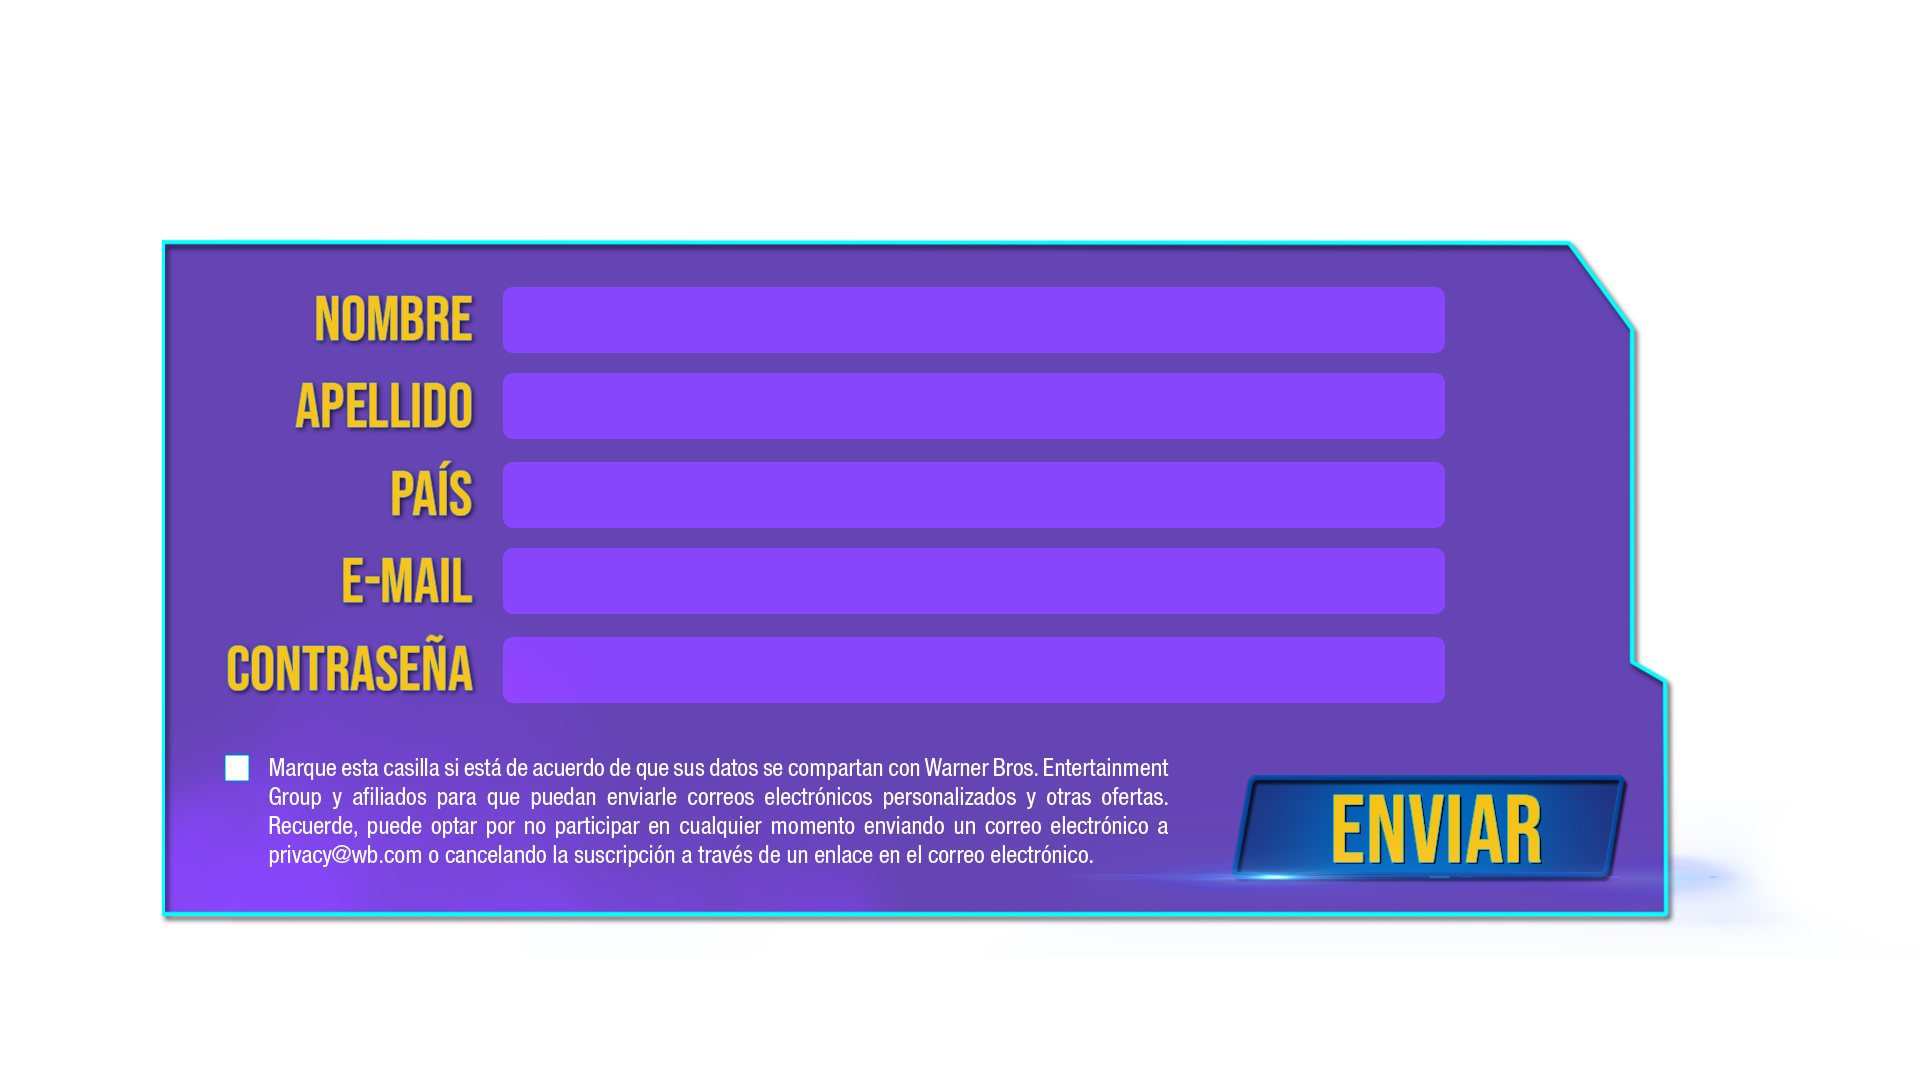 NOMBRE
APELLIDO
PAÍS
E-MAIL
CONTRASEÑA
Marque esta casilla si está de acuerdo de que sus datos se compartan con Warner Bros. Entertainment
Group y afiliados para que puedan enviarle correos electrónicos personalizados y otras ofertas.
Recuerde, puede optar por no participar en cualquier momento enviando un correo electrónico a
privacy@wb.com o cancelando la suscripción a través de un enlace en el correo electrónico.
ENVIAR